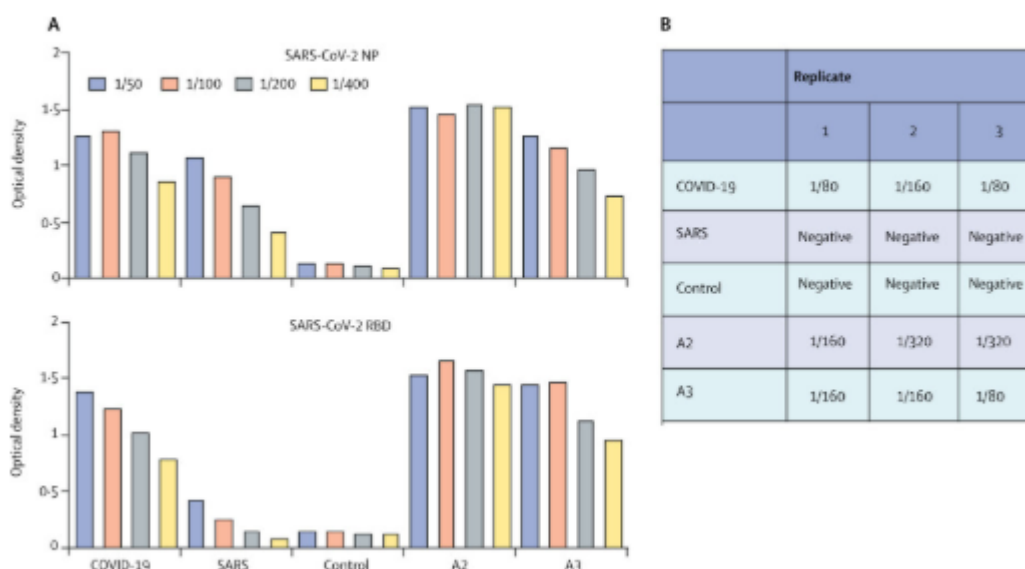 A
SARS-CoV-2 NP
1/50 1/100 1/200 1/400
2
1·5
1
0·5
0
Optical density
SARS-CoV-2 RBD
2
1·5
1
0·5
0
Optical density
COVID-19 SARS Control A2 A3
B
Replicate
1 2 3
COVID-19 1/80 1/160 1/80
SARS Negative Negative Negative
Control Negative Negative Negative
A2 1/160 1/320 1/320
A3 1/160 1/160 1/80